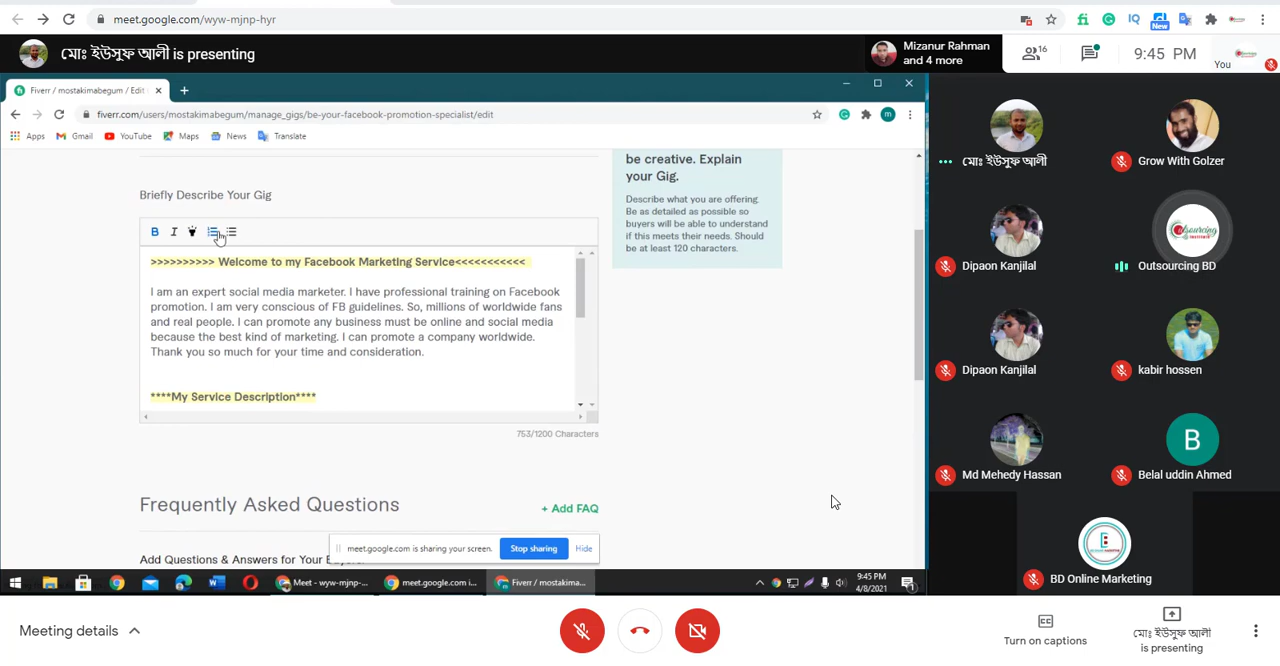 meet.google.com/wyw-mjnp-hyr
New
মোঃ ইউসুফ আলী is presenting
Mizanur Rahman
and 4 more
16
9:45 PM
You
Fiverr / mostakimabegum / Edit
fiverr.com/users/mostakimabegum/manage_gigs/be-your-facebook-promotion-specialist/edit
m
Apps
Gmail
YouTube
Maps
News
Translate
be creative. Explain
your Gig.
Describe what you are offering.
Be as detailed as possible so
buyers will be able to understand
if this meets their needs. Should
be at least 120 characters.
Briefly Describe Your Gig
B I
>>>>>>>>>> Welcome to my Facebook Marketing Service<<<<<<<<<<<
I am an expert social media marketer. I have professional training on Facebook
promotion. I am very conscious of FB guidelines. So, millions of worldwide fans
and real people. I can promote any business must be online and social media
because the best kind of marketing. I can promote a company worldwide.
Thank you so much for your time and consideration.
****My Service Description****
753/1200 Characters
Frequently Asked Questions
+ Add FAQ
Add Questions & Answers for Your B
meet.google.com is sharing your screen.
Stop sharing
Hide
Meet - wyw-mjnp-...
meet.google.com i...
Fiverr / mostakima...
9:45 PM
4/8/2021
1
মোঃ ইউসুফ আলী
Grow With Golzer
Dipaon Kanjilal
Outsourcing BD
Dipaon Kanjilal
kabir hossen
Md Mehedy Hassan
B
Belal uddin Ahmed
BD Online Marketing
Meeting details
Turn on captions
মোঃ ইউসুফ আলী
is presenting